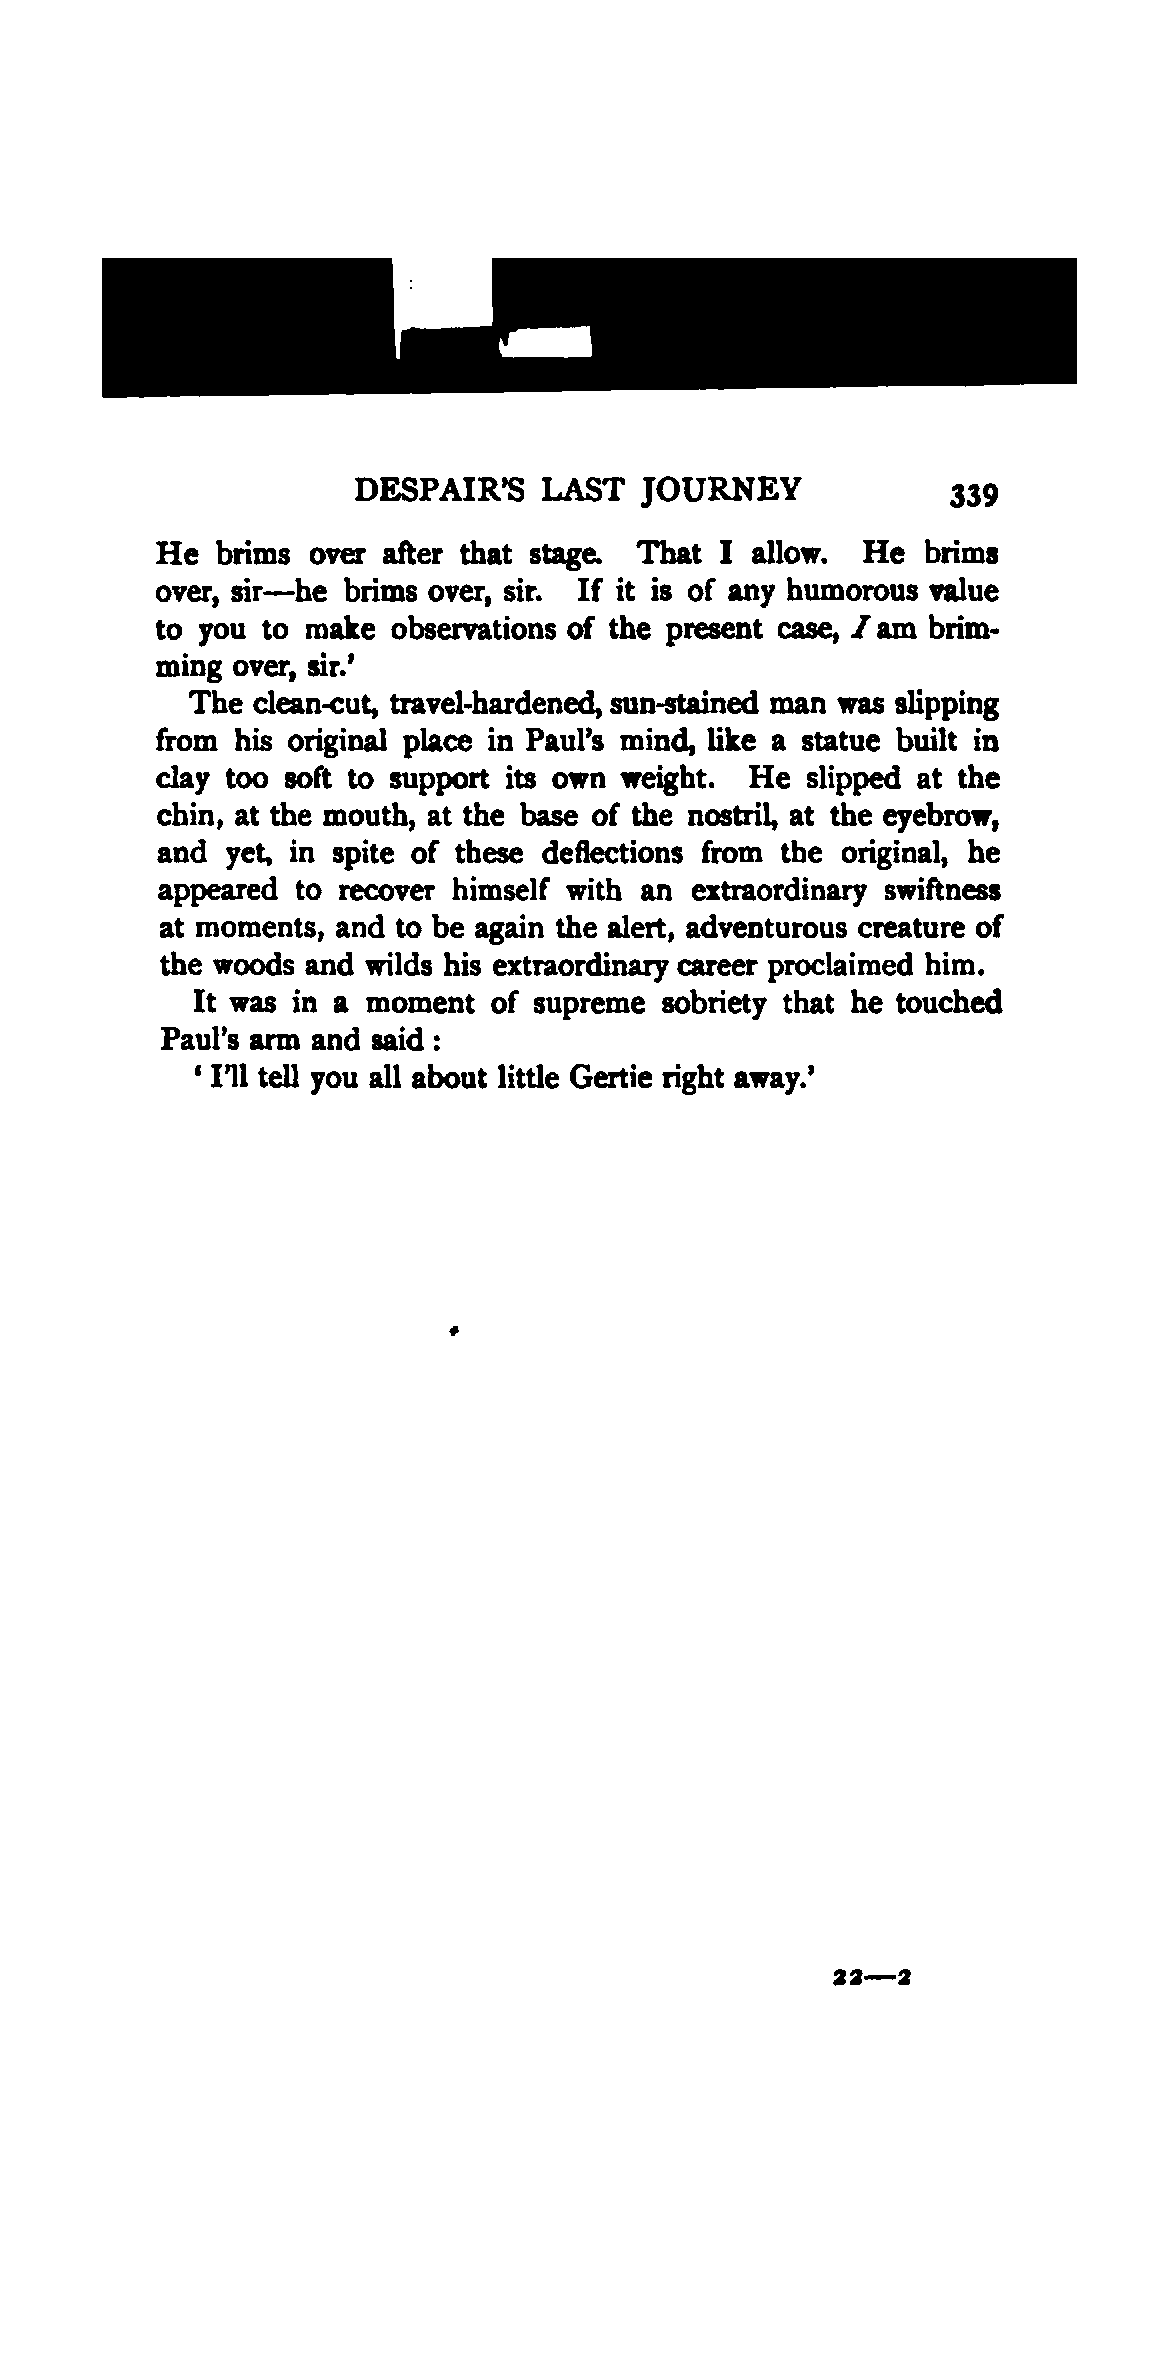 DESPAIR'S LAST JOURNEY 339
He brims over after that stage. That I allow. He brims
over, sir—he brims over, sir. If it is of any humorous value
to you to make observations of the present case, I am brim-
ming over, sir.'
The clean-cut, travel-hardened, sun-stained man was slipping
from his original place in Paul's mind, like a statue built in
clay too soft to support its own weight. He slipped at the
chin, at the mouth, at the base of the nostril, at the eyebrow,
and yet, in spite of these deflections from the original, he
appeared to recover himself with an extraordinary swiftness
at moments, and to be again the alert, adventurous creature of
the woods and wilds his extraordinary career proclaimed him.
It was in a moment of supreme sobriety that he touched
Paul's arm and said :
' I'll tell you all about little Gertie right away.'
22—2